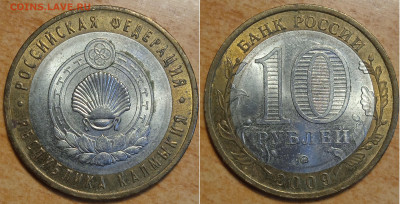 COINS.LAVE.RU
РОССИЙСКАЯ ФЕДЕРАЦИЯ
РЕСПУБЛИКА КАЛМЫКИЯ
БАНК РОССИИ
10
РУБЛЕЙ
2009